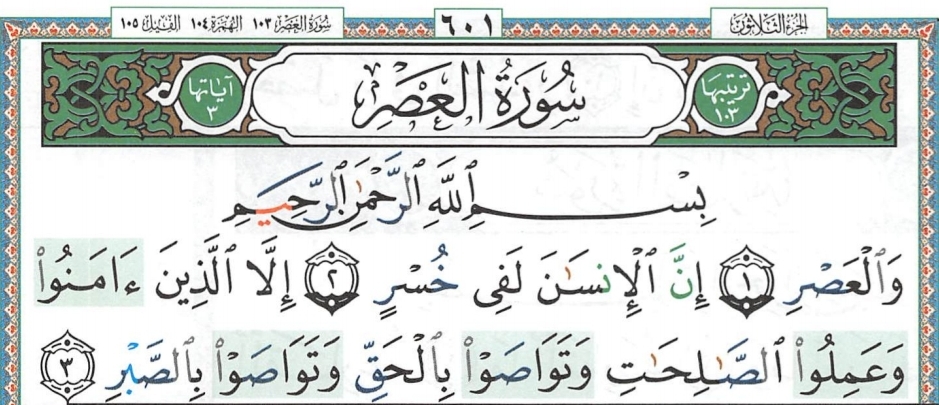 الجزء الثلاثون ٦٠١ سورة العصر ١٠٣ الهمزة ١٠٤ الفيل ١٠٥
ترتيبها ١٠٣ سُورَةُ العَصْرِ آياتها ٣
بِسْمِ ٱللَّهِ ٱلرَّحْمَٰنِ ٱلرَّحِيمِ
وَٱلْعَصْرِ ١ إِنَّ ٱلْإِنسَٰنَ لَفِى خُسْرٍ ٢ إِلَّا ٱلَّذِينَ ءَامَنُوا۟
وَعَمِلُوا۟ ٱلصَّٰلِحَٰتِ وَتَوَاصَوْا۟ بِٱلْحَقِّ وَتَوَاصَوْا۟ بِٱلصَّبْرِ ٣